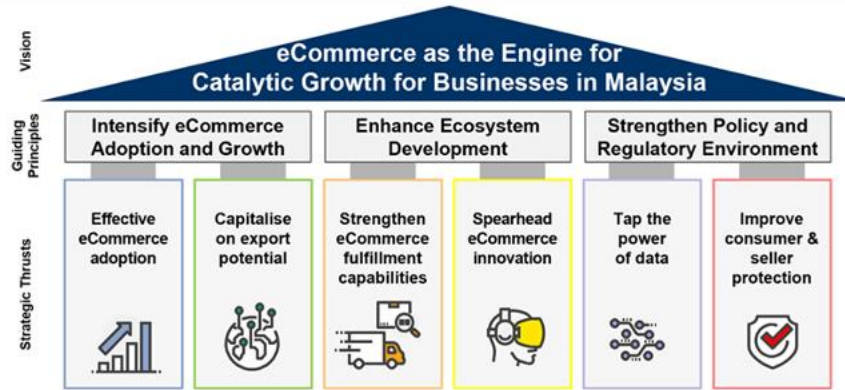 Vision
eCommerce as the Engine for
Catalytic Growth for Businesses in Malaysia
Guiding
Principles
Intensify eCommerce
Adoption and Growth
Enhance Ecosystem
Development
Strengthen Policy and
Regulatory Environment
Strategic Thrusts
Effective
eCommerce
adoption
Capitalise
on export
potential
Strengthen
eCommerce
fulfillment
capabilities
Spearhead
eCommerce
innovation
Tap the
power
of data
Improve
consumer &
seller
protection